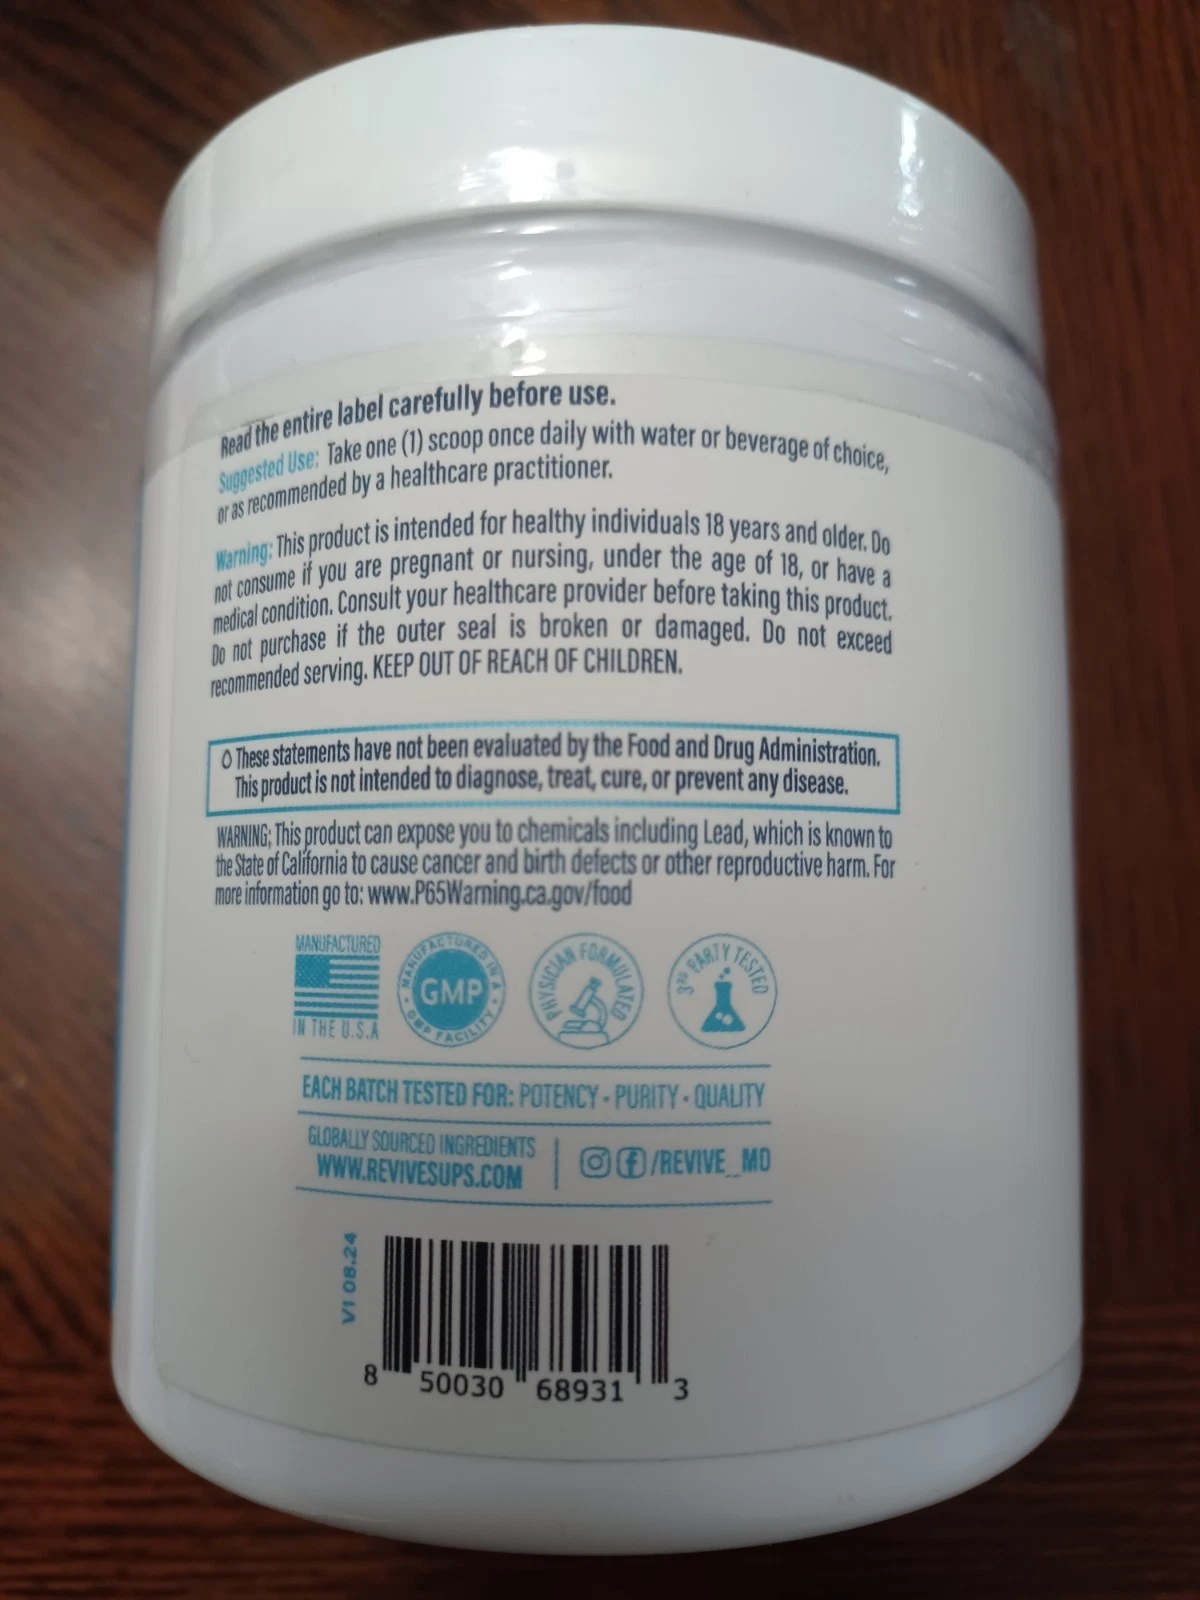 Read the entire label carefully before use.
Suggested Use: Take one (1) scoop once daily with water or beverage of choice,
or as recommended by a healthcare practitioner.
Warning: This product is intended for healthy individuals 18 years and older. Do
not consume if you are pregnant or nursing, under the age of 18, or have a
medical condition. Consult your healthcare provider before taking this product.
Do not purchase if the outer seal is broken or damaged. Do not exceed
recommended serving. KEEP OUT OF REACH OF CHILDREN.
◊ These statements have not been evaluated by the Food and Drug Administration.
This product is not intended to diagnose, treat, cure, or prevent any disease.
WARNING: This product can expose you to chemicals including Lead, which is known to
the State of California to cause cancer and birth defects or other reproductive harm. For
more information go to: www.P65Warning.ca.gov/food
MANUFACTURED
IN THE U.S.A
MANUFACTURED IN A
GMP
GMP FACILITY
PHYSICIAN FORMULATED
3RD PARTY TESTED
EACH BATCH TESTED FOR: POTENCY - PURITY - QUALITY
GLOBALLY SOURCED INGREDIENTS
WWW.REVIVESUPS.COM
/REVIVE_MD
V1 08.24
8 50030 68931 3